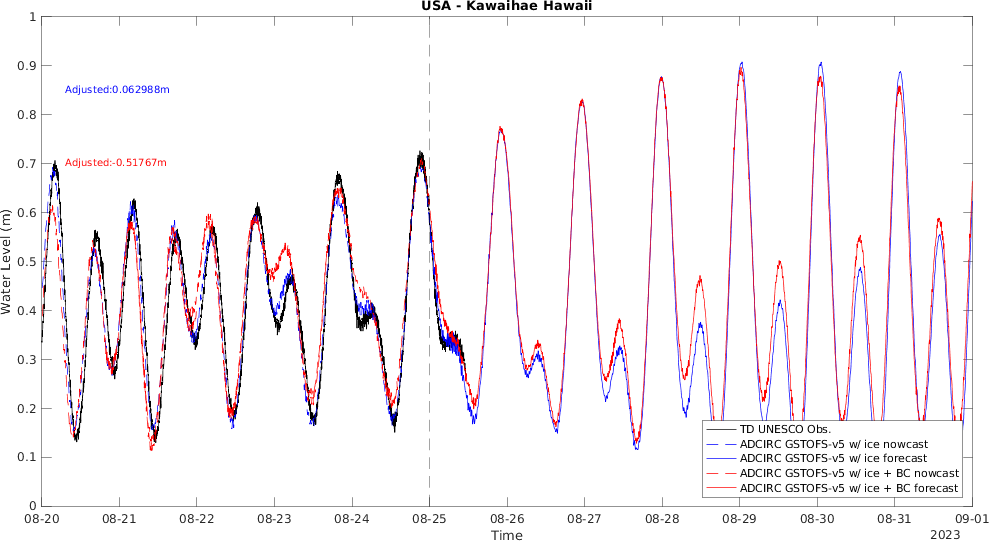 USA - Kawaihae Hawaii
1
0.9
0.8
0.7
0.6
0.5
0.4
0.3
0.2
0.1
0
Water Level (m)
Adjusted:0.062988m
Adjusted:-0.51767m
TD UNESCO Obs.
ADCIRC GSTOFS-v5 w/ ice nowcast
ADCIRC GSTOFS-v5 w/ ice forecast
ADCIRC GSTOFS-v5 w/ ice + BC nowcast
ADCIRC GSTOFS-v5 w/ ice + BC forecast
08-20 08-21 08-22 08-23 08-24 08-25 08-26 08-27 08-28 08-29 08-30 08-31 09-01
Time
2023